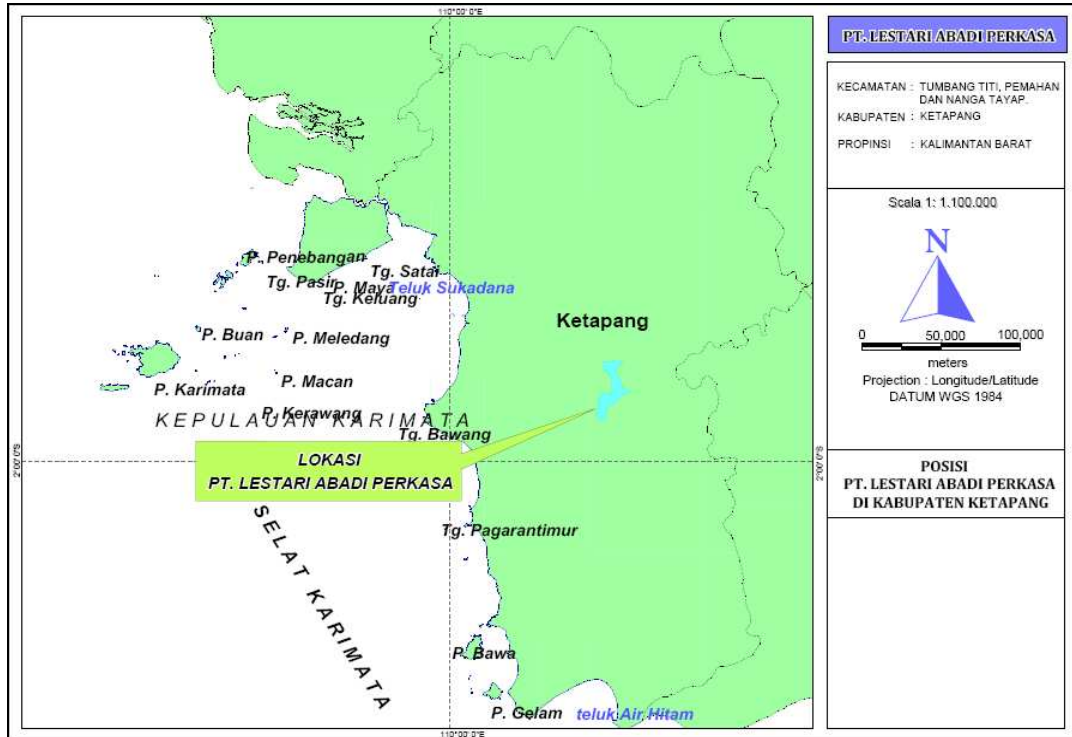 110°00'0"E
PT. LESTARI ABADI PERKASA
KECAMATAN : TUMBANG TITI, PEMAHAN
DAN NANGA TAYAP.
KABUPATEN : KETAPANG
PROPINSI : KALIMANTAN BARAT
Scala 1: 1.100.000
N
0 50,000 100,000
meters
Projection : Longitude/Latitude
DATUM WGS 1984
POSISI
PT. LESTARI ABADI PERKASA
DI KABUPATEN KETAPANG
P. Penebangan
Tg. Satai
Tg. Pasir
P. Maya
Teluk Sukadana
Tg. Keluang
Ketapang
P. Buan
P. Meledang
P. Macan
P. Karimata
P. Kerawang
KEPULAUAN KARIMATA
Tg. Bawang
LOKASI
PT. LESTARI ABADI PERKASA
2°00'0"S
2°00'0"S
SELAT KARIMATA
Tg. Pagarantimur
P. Bawa
P. Gelam
teluk Air Hitam
110°00'0"E